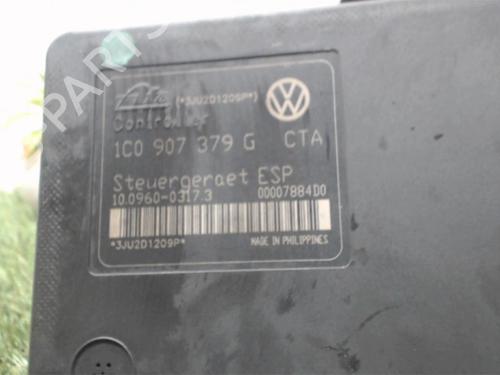 Ate (*3JU2D1209P*)
Controller
1C0 907 379 G CTA
Steuergeraet ESP
10.0960-0317.3 00007884D0
*3JU2D1209P* MADE IN PHILIPPINES